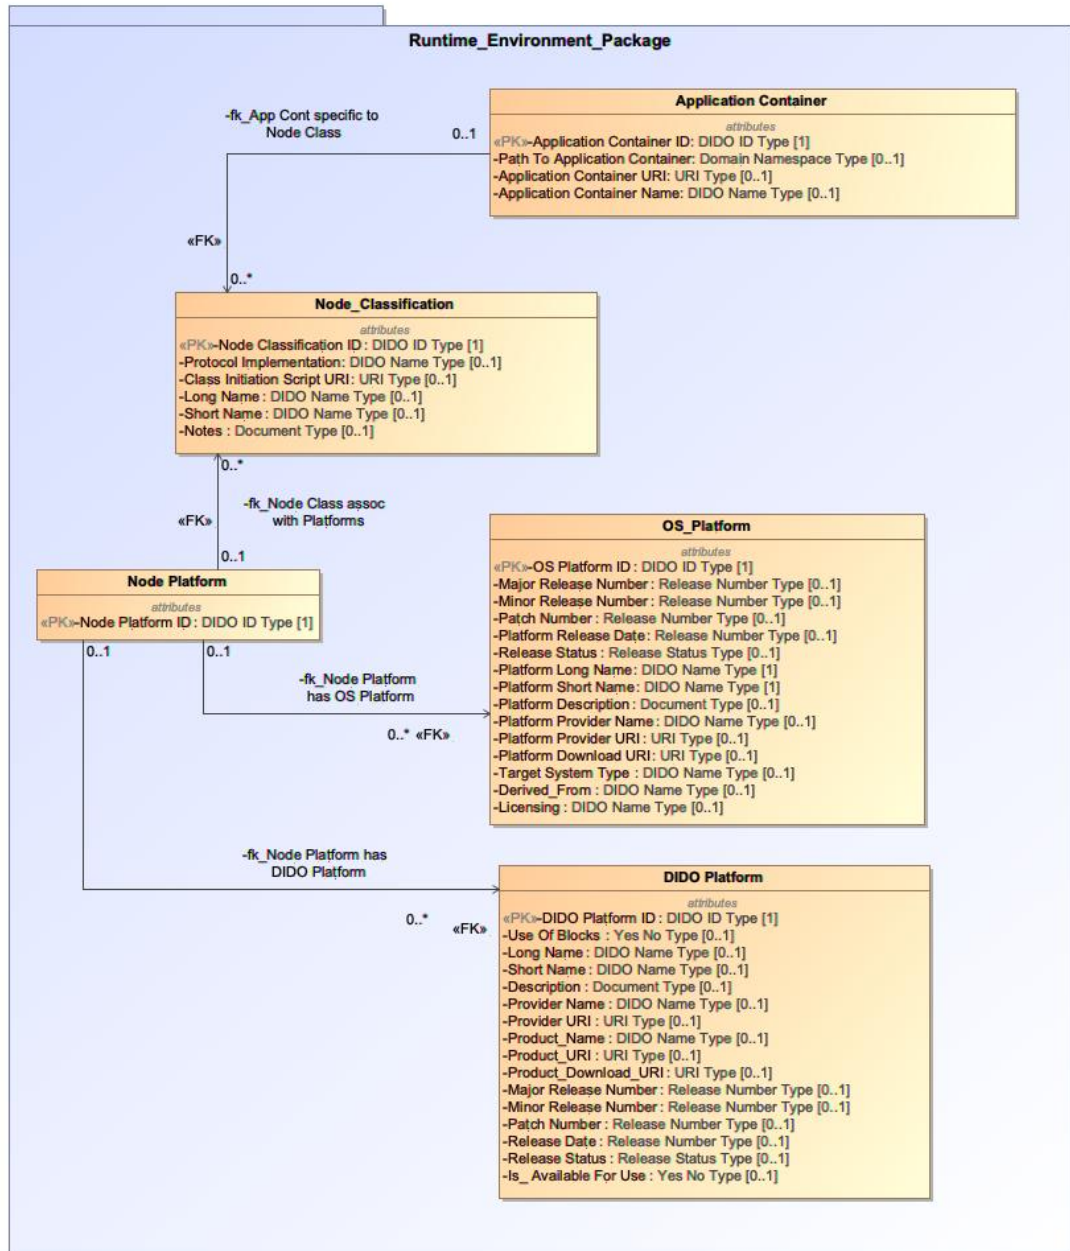 Runtime_Environment_Package
Application Container
attributes
«PK»-Application Container ID: DIDO ID Type [1]
-Path To Application Container: Domain Namespace Type [0..1]
-Application Container URI: URI Type [0..1]
-Application Container Name: DIDO Name Type [0..1]
-fk_App Cont specific to
Node Class
0..1
«FK»
0..*
Node_Classification
attributes
«PK»-Node Classification ID : DIDO ID Type [1]
-Protocol Implementation: DIDO Name Type [0..1]
-Class Initiation Script URI : URI Type [0..1]
-Long Name : DIDO Name Type [0..1]
-Short Name : DIDO Name Type [0..1]
-Notes : Document Type [0..1]
0..*
-fk_Node Class assoc
with Platforms
«FK»
0..1
Node Platform
attributes
«PK»-Node Platform ID : DIDO ID Type [1]
0..1
0..1
-fk_Node Platform
has OS Platform
0..* «FK»
OS_Platform
attributes
«PK»-OS Platform ID : DIDO ID Type [1]
-Major Release Number : Release Number Type [0..1]
-Minor Release Number : Release Number Type [0..1]
-Patch Number : Release Number Type [0..1]
-Platform Release Date : Release Number Type [0..1]
-Release Status : Release Status Type [0..1]
-Platform Long Name : DIDO Name Type [1]
-Platform Short Name : DIDO Name Type [1]
-Platform Description : Document Type [0..1]
-Platform Provider Name : DIDO Name Type [0..1]
-Platform Provider URI : URI Type [0..1]
-Platform Download URI : URI Type [0..1]
-Target System Type : DIDO Name Type [0..1]
-Derived_From : DIDO Name Type [0..1]
-Licensing : DIDO Name Type [0..1]
-fk_Node Platform has
DIDO Platform
0..*
«FK»
DIDO Platform
attributes
«PK»-DIDO Platform ID : DIDO ID Type [1]
-Use Of Blocks : Yes No Type [0..1]
-Long Name : DIDO Name Type [0..1]
-Short Name : DIDO Name Type [0..1]
-Description : Document Type [0..1]
-Provider Name : DIDO Name Type [0..1]
-Provider URI : URI Type [0..1]
-Product_Name : DIDO Name Type [0..1]
-Product_URI : URI Type [0..1]
-Product_Download_URI : URI Type [0..1]
-Major Release Number : Release Number Type [0..1]
-Minor Release Number : Release Number Type [0..1]
-Patch Number : Release Number Type [0..1]
-Release Date : Release Number Type [0..1]
-Release Status : Release Status Type [0..1]
-Is_ Available For Use : Yes No Type [0..1]